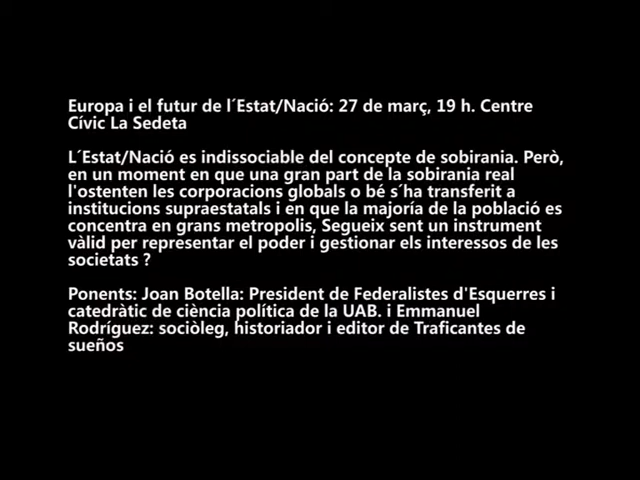 Europa i el futur de l´Estat/Nació: 27 de març, 19 h. Centre
Cívic La Sedeta
L´Estat/Nació es indissociable del concepte de sobirania. Però,
en un moment en que una gran part de la sobirania real
l'ostenten les corporacions globals o bé s´ha transferit a
institucions supraestatals i en que la majoría de la població es
concentra en grans metropolis, Segueix sent un instrument
vàlid per representar el poder i gestionar els interessos de les
societats ?
Ponents: Joan Botella: President de Federalistes d'Esquerres i
catedràtic de ciència política de la UAB. i Emmanuel
Rodríguez: sociòleg, historiador i editor de Traficantes de
sueños